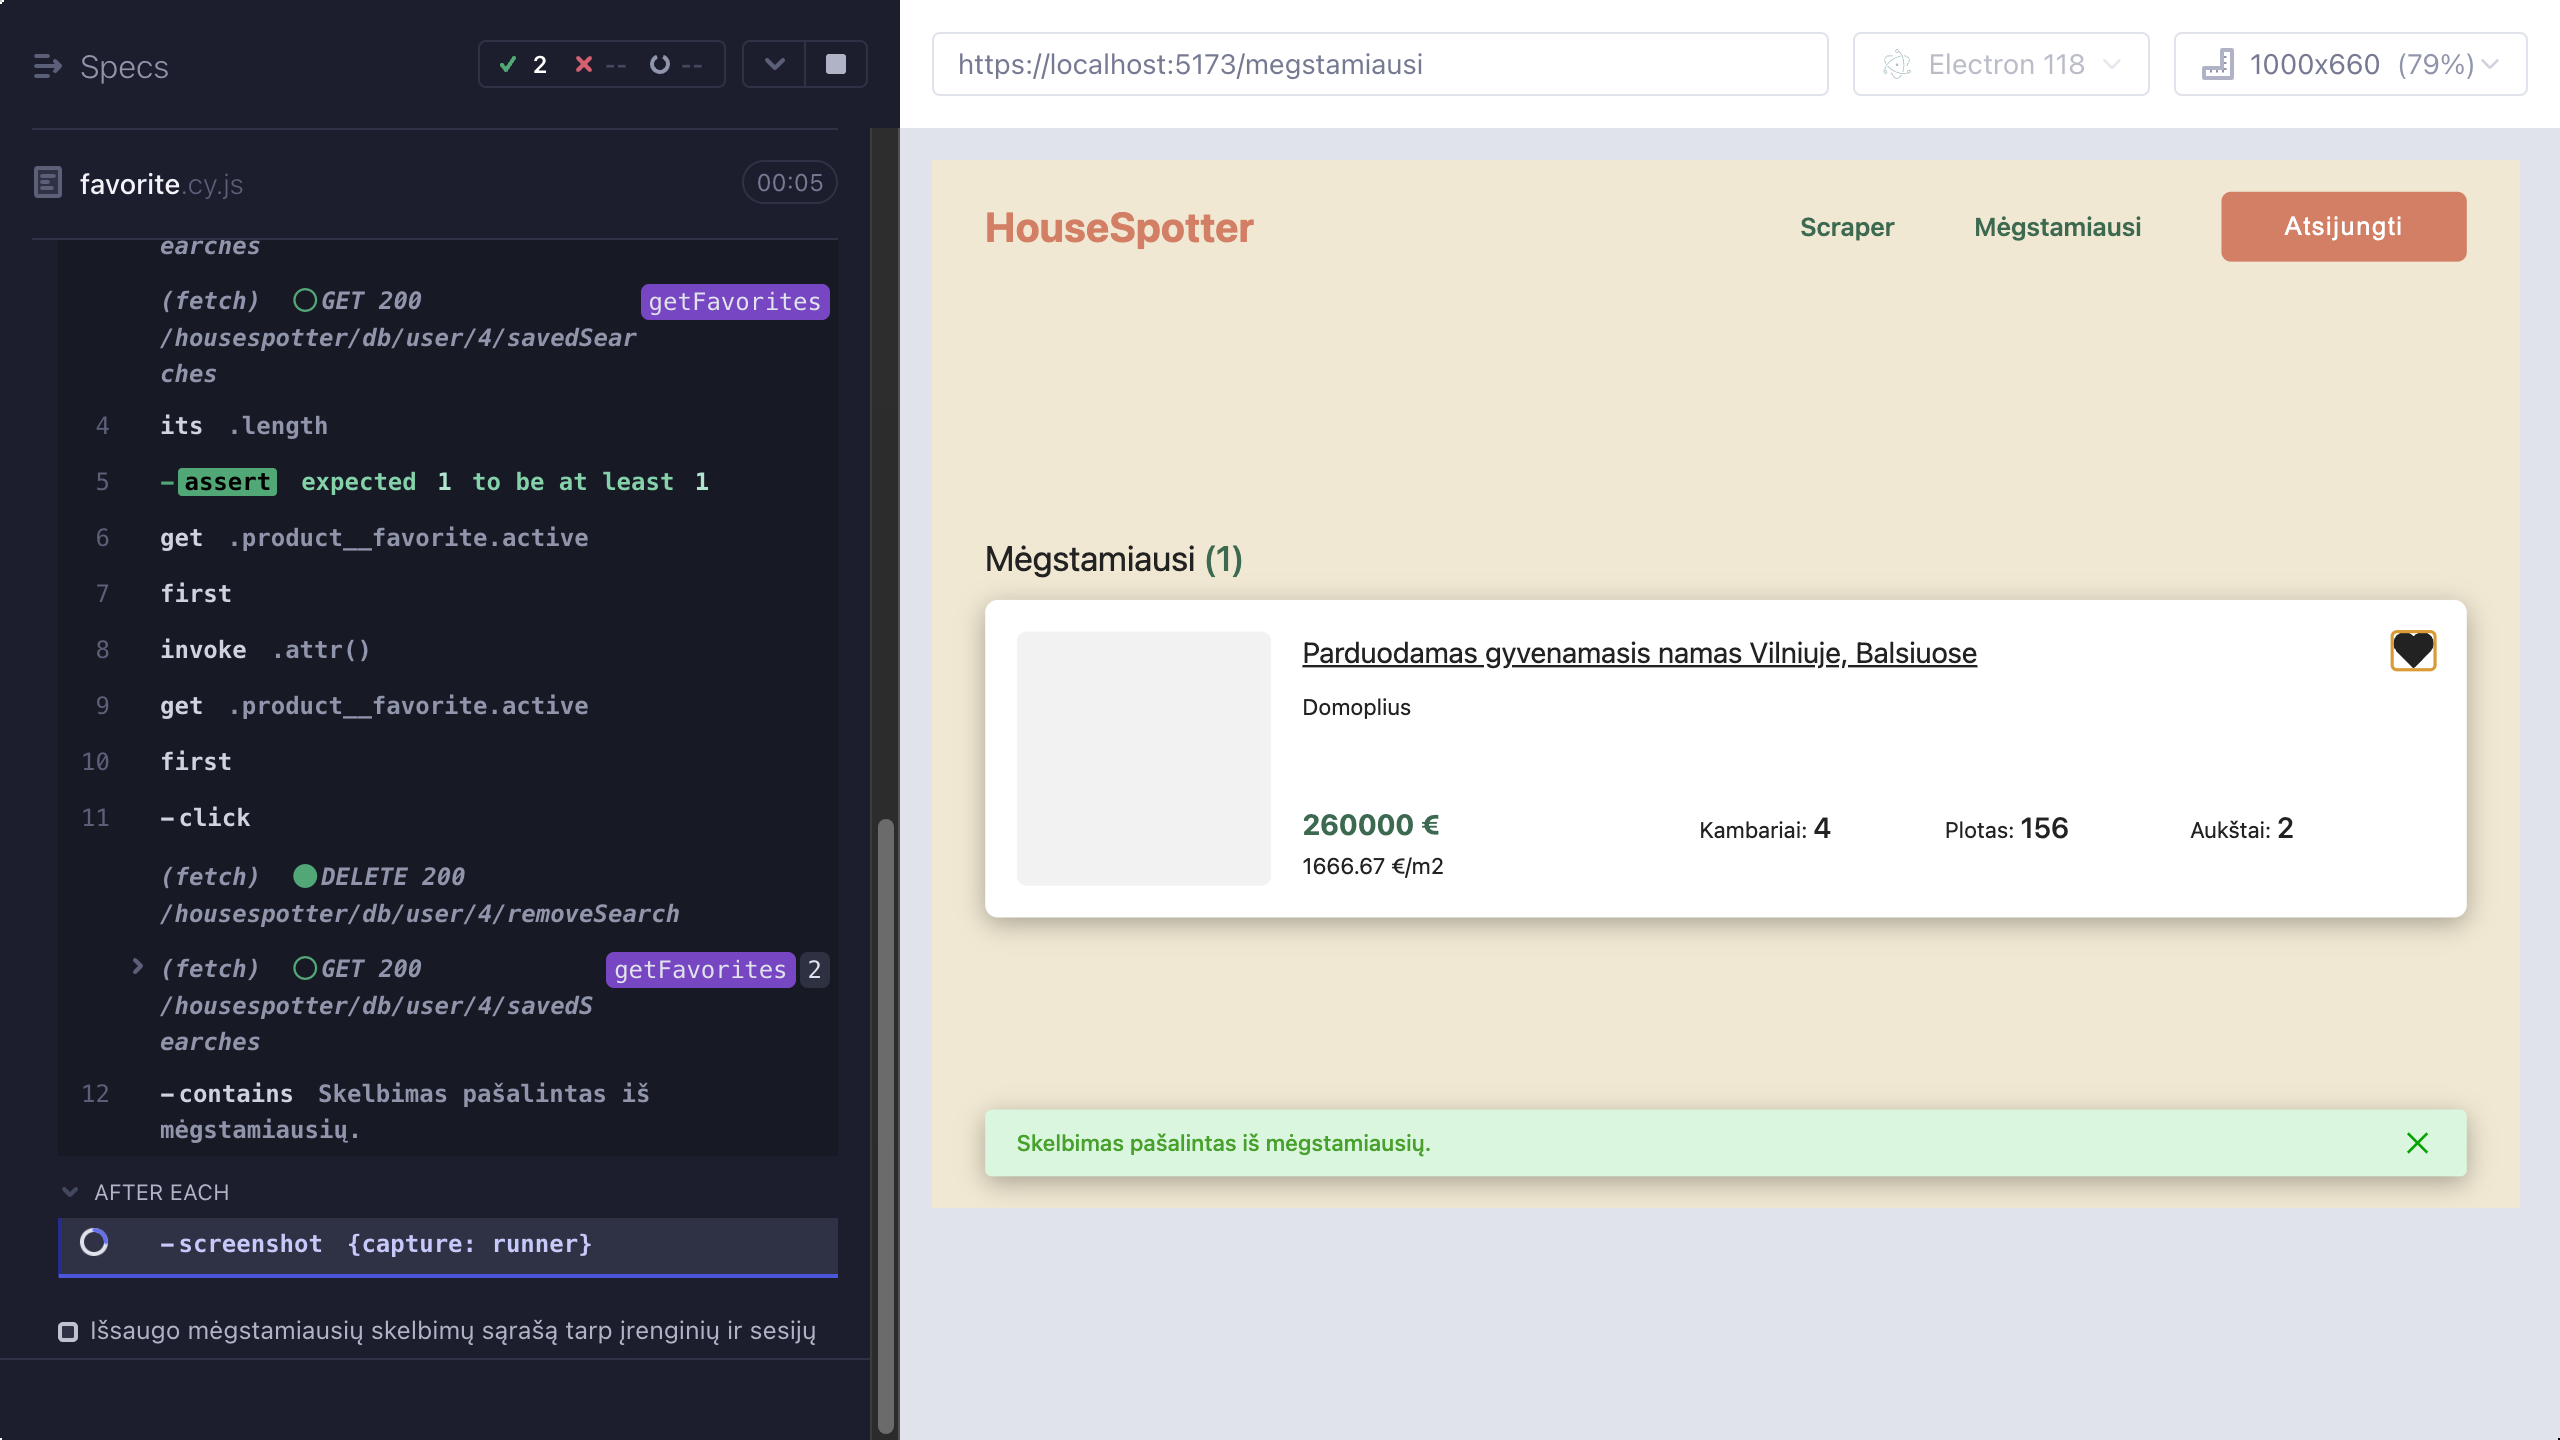 Specs
2 -- --
favorite.cy.js 00:05
earches
(fetch) GET 200 getFavorites
/housespotter/db/user/4/savedSear
ches
4 its .length
5 -assert expected 1 to be at least 1
6 get .product__favorite.active
7 first
8 invoke .attr()
9 get .product__favorite.active
10 first
11 -click
(fetch) DELETE 200
/housespotter/db/user/4/removeSearch
(fetch) GET 200 getFavorites 2
/housespotter/db/user/4/savedS
earches
12 -contains Skelbimas pašalintas iš
mėgstamiausių.
AFTER EACH
-screenshot {capture: runner}
Išsaugo mėgstamiausių skelbimų sąrašą tarp įrenginių ir sesijų
https://localhost:5173/megstamiausi
Electron 118
1000x660 (79%)
HouseSpotter
Scraper
Mėgstamiausi
Atsijungti
Mėgstamiausi (1)
Parduodamas gyvenamasis namas Vilniuje, Balsiuose
Domoplius
260000 €
1666.67 €/m2
Kambariai: 4
Plotas: 156
Aukštai: 2
Skelbimas pašalintas iš mėgstamiausių.